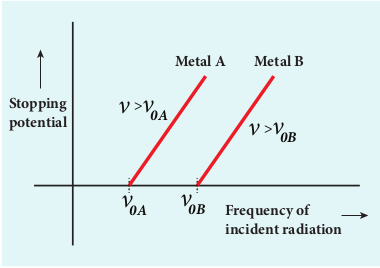 Metal A
Metal B
Stopping
potential
ν >ν0A
ν >ν0B
ν0A
ν0B
Frequency of
incident radiation